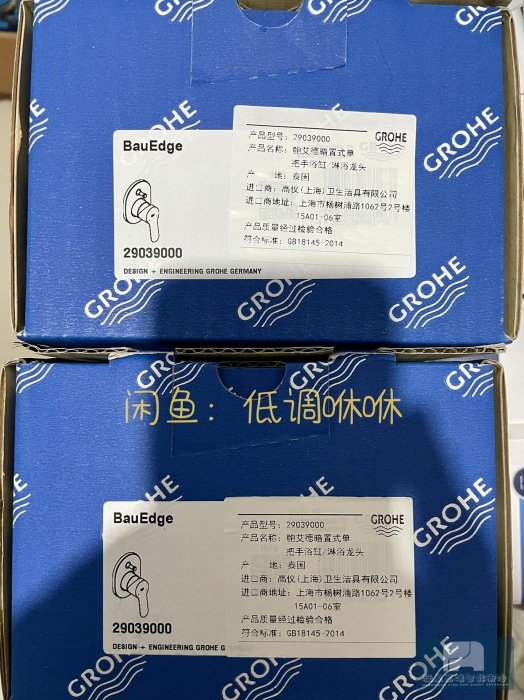 GROHE
GROHE
GROHE
GROHE
BauEdge
29039000
DESIGN + ENGINEERING GROHE GERMANY
GROHE
产品型号：29039000
产品名称：鲍艾德暗置式单
把手浴缸/淋浴龙头
产　地：泰国
进口商：高仪(上海)卫生洁具有限公司
进口商地址：上海市杨树浦路1062号2号楼
15A01-06室
产品质量经过检验合格
符合标准：GB18145-2014
GROHE
GROHE
GROHE
GROHE
GROHE
闲鱼：低调咻咻
GROHE
BauEdge
29039000
DESIGN + ENGINEERING GROHE G
GROHE
产品型号：29039000
产品名称：鲍艾德暗置式单
把手浴缸/淋浴龙头
产　地：泰国
进口商：高仪(上海)卫生洁具有限公司
进口商地址：上海市杨树浦路1062号2号楼
15A01-06室
产品质量经过检验合格
符合标准：GB18145-2014
GROHE
GROHE
GROHE